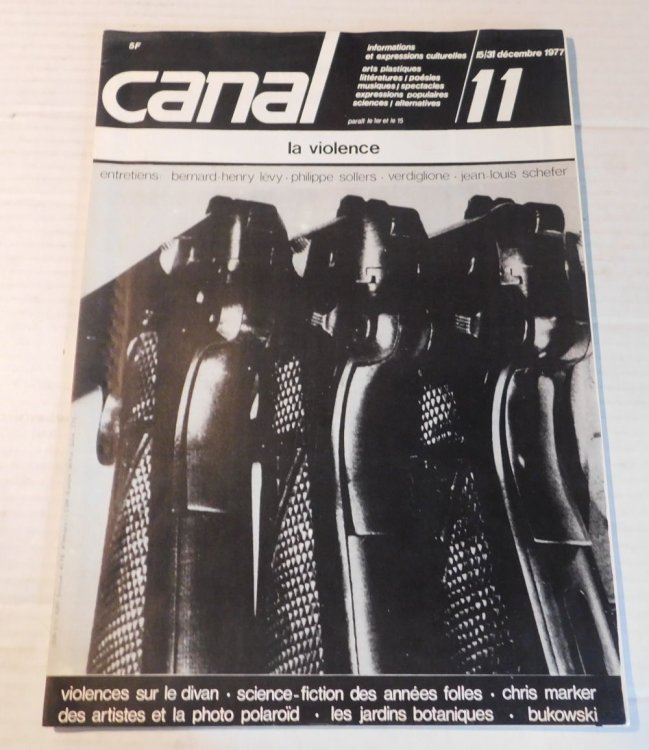 5F
canal
informations
et expressions culturelles
arts plastiques
littératures / poésies
musiques / spectacles
expressions populaires
sciences / alternatives
paraît le 1er et le 15
15/31 décembre 1977
11
la violence
entretiens: bernard-henry lévy · philippe sollers · verdiglione · jean-louis schefer
violences sur le divan · science-fiction des années folles · chris marker
des artistes et la photo polaroïd · les jardins botaniques · bukowski